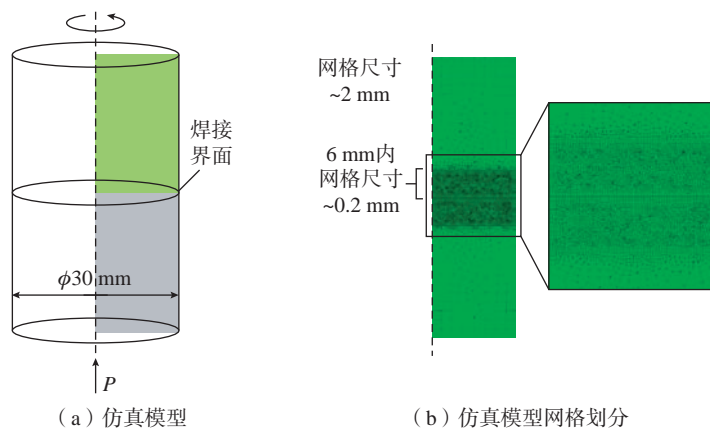 焊接
界面
ϕ30 mm
P
（a）仿真模型
网格尺寸
~2 mm
6 mm内
网格尺寸
~0.2 mm
（b）仿真模型网格划分